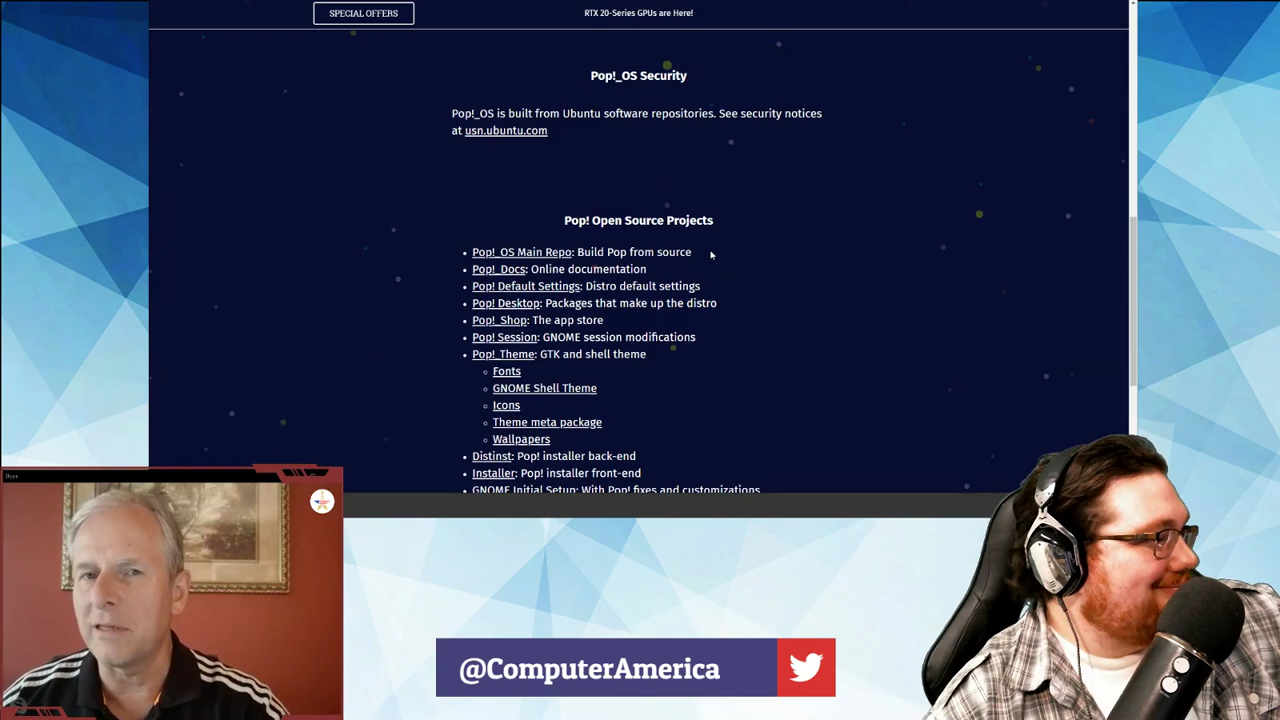 SPECIAL OFFERS
RTX 20-Series GPUs are Here!
Pop!_OS Security
Pop!_OS is built from Ubuntu software repositories. See security notices
at usn.ubuntu.com
Pop! Open Source Projects
• Pop!_OS Main Repo: Build Pop from source
• Pop!_Docs: Online documentation
• Pop! Default Settings: Distro default settings
• Pop! Desktop: Packages that make up the distro
• Pop!_Shop: The app store
• Pop! Session: GNOME session modifications
• Pop!_Theme: GTK and shell theme
◦ Fonts
◦ GNOME Shell Theme
◦ Icons
◦ Theme meta package
◦ Wallpapers
• Distinst: Pop! installer back-end
• Installer: Pop! installer front-end
• GNOME Initial Setup: With Pop! fixes and customizations
Skype
@ComputerAmerica